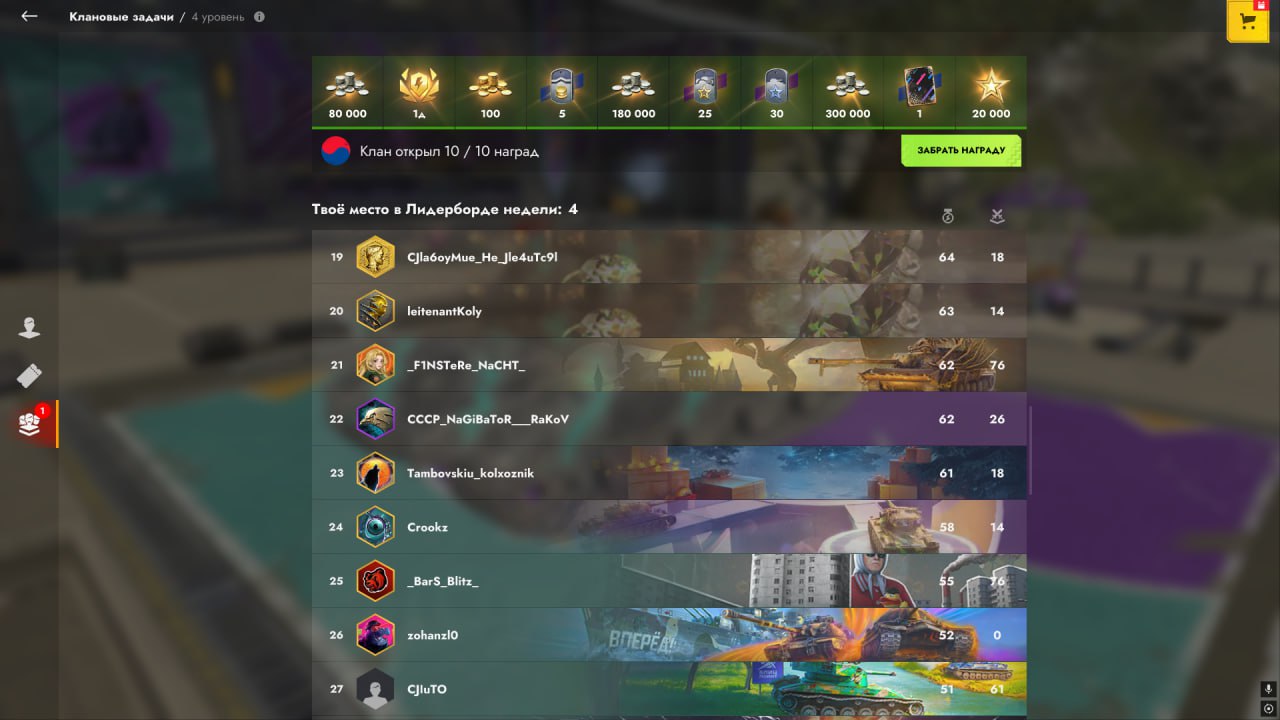 Клановые задачи / 4 уровень
80 000 1д 100 5 180 000 25 30 300 000 1 20 000
Клан открыл 10 / 10 наград
ЗАБРАТЬ НАГРАДУ
Твоё место в Лидерборде недели: 4
19 CJla6oyMue_He_Jle4uTc9l 64 18
20 leitenantKoly 63 14
21 _F1NSTeRe_NaCHT_ 62 76
1
22 CCCP_NaGiBaToR___RaKoV 62 26
23 Tambovskiu_kolxoznik 61 18
24 Crookz 58 14
25 _BarS_Blitz_ 55 76
26 zohanzl0 ВПЕРЁД! 52 0
27 CJIuTO 51 61